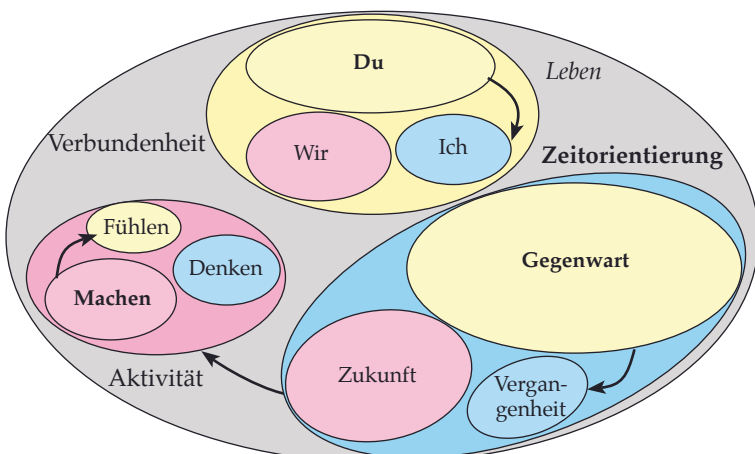 Du
Leben
Verbundenheit
Wir
Ich
Zeitorientierung
Fühlen
Denken
Machen
Gegenwart
Zukunft
Vergan-
genheit
Aktivität